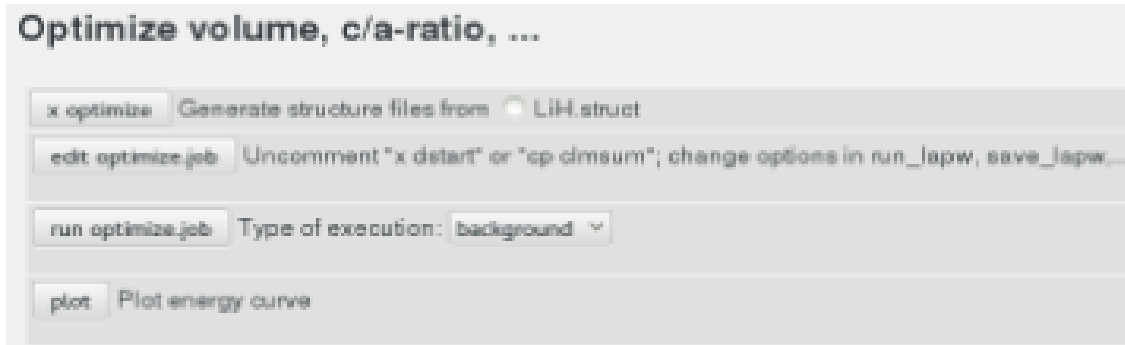 Optimize volume, c/a-ratio, ...
x optimize Generate structure files from LiH.struct
edit optimize.job Uncomment "x dstart" or "cp clmsum"; change options in run_lapw, save_lapw,...
run optimize.job Type of execution: background
plot Plot energy curve